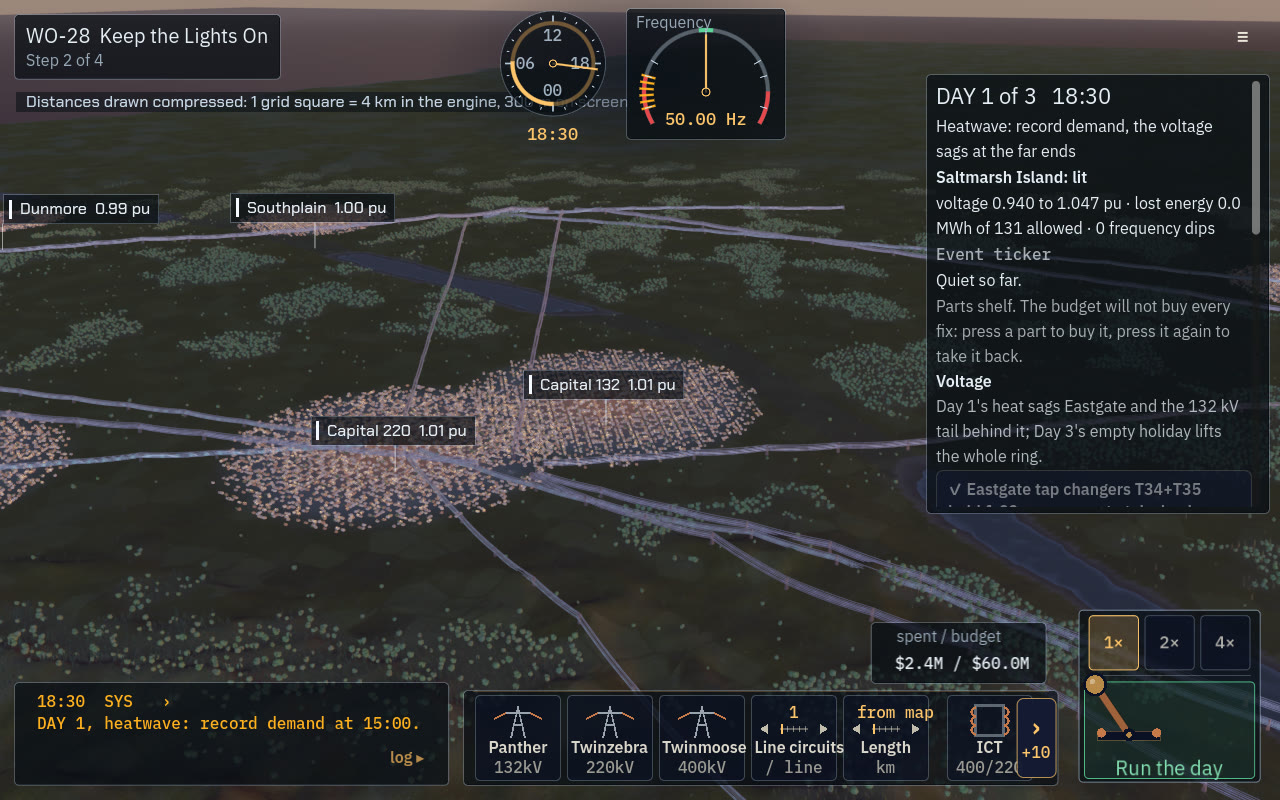 WO-28 Keep the Lights On
Step 2 of 4
Distances drawn compressed: 1 grid square = 4 km in the engine,
12
06
18
00
18:30
Frequency
50.00 Hz
DAY 1 of 3 18:30
Heatwave: record demand, the voltage
sags at the far ends
Saltmarsh Island: lit
voltage 0.940 to 1.047 pu · lost energy 0.0
MWh of 131 allowed · 0 frequency dips
Event ticker
Quiet so far.
Parts shelf. The budget will not buy every
fix: press a part to buy it, press it again to
take it back.
Voltage
Day 1's heat sags Eastgate and the 132 kV
tail behind it; Day 3's empty holiday lifts
the whole ring.
✓ Eastgate tap changers T34+T35
Dunmore 0.99 pu
Southplain 1.00 pu
Capital 132 1.01 pu
Capital 220 1.01 pu
spent / budget
$2.4M / $60.0M
1×
2×
4×
Run the day
18:30 SYS ›
DAY 1, heatwave: record demand at 15:00.
log ▸
Panther
132kV
Twinzebra
220kV
Twinmoose
400kV
1
Line circuits
/ line
from map
Length
km
ICT
400/220
›
+10